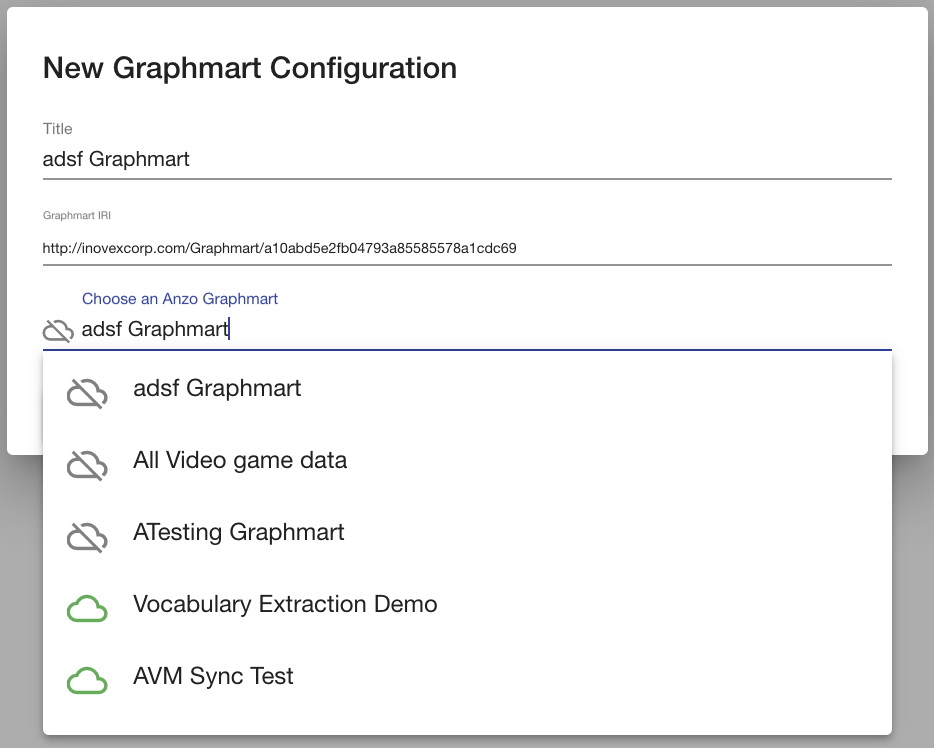 New Graphmart Configuration
Title
adsf Graphmart
Graphmart IRI
http://inovexcorp.com/Graphmart/a10abd5e2fb04793a85585578a1cdc69
Choose an Anzo Graphmart
adsf Graphmart
adsf Graphmart
All Video game data
ATesting Graphmart
Vocabulary Extraction Demo
AVM Sync Test